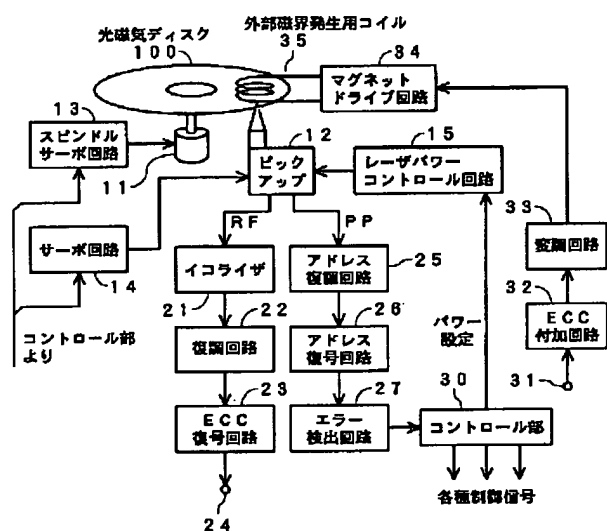 光磁気ディスク
100
外部磁界発生用コイル
35
34
マグネット
ドライブ回路
13
スピンドル
サーボ回路
11
12
ピック
アップ
15
レーザパワー
コントロール回路
33
変調回路
サーボ回路
14
RF
PP
イコライザ
21
アドレス
復調回路
25
32
ECC
付加回路
31
コントロール部
より
22
復調回路
26
アドレス
復号回路
パワー
設定
23
ECC
復号回路
27
エラー
検出回路
30
コントロール部
24
各種制御信号